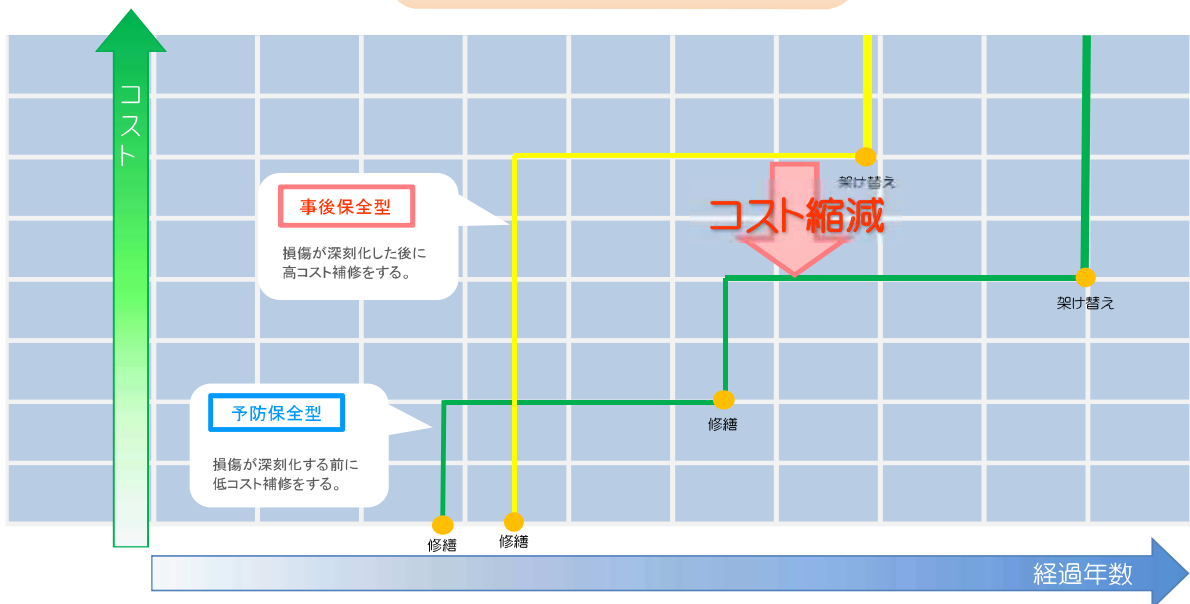 コスト
架け替え
事後保全型
コスト縮減
損傷が深刻化した後に
高コスト補修をする。
架け替え
予防保全型
修繕
損傷が深刻化する前に
低コスト補修をする。
修繕
修繕
経過年数